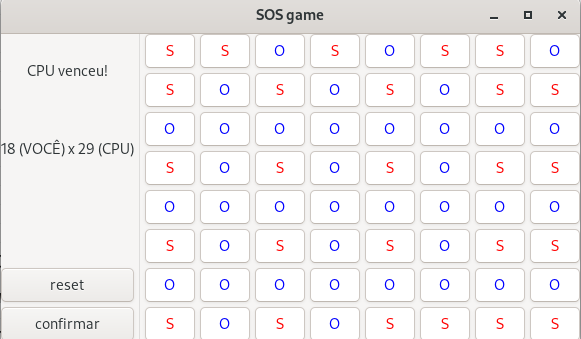 SOS game
CPU venceu!
18 (VOCÊ) x 29 (CPU)
reset
confirmar
S S O S O S S O
S O S O S O S S
O O O O O O O O
S O S O S O S S
O O O O O O O O
S O S O S O S S
O O O O O O O O
S O S O S S S S